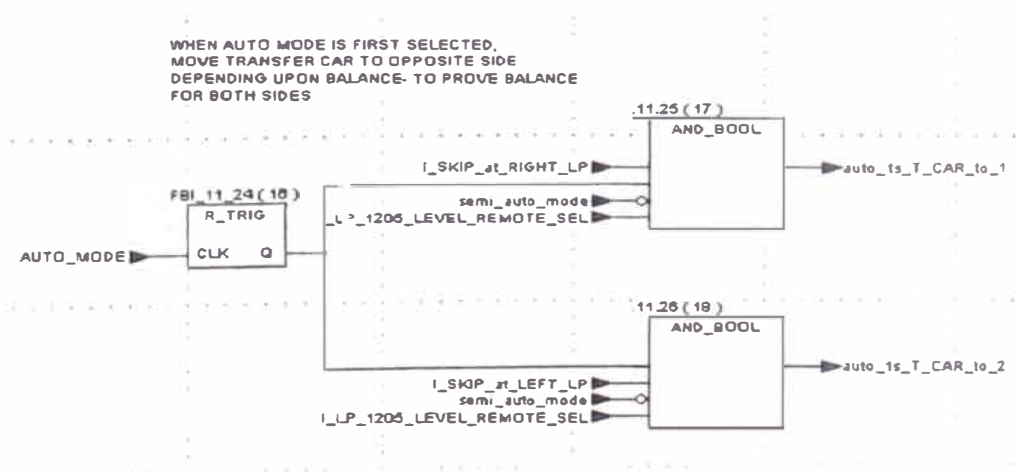 WHEN AUTO MODE IS FIRST SELECTED,
MOVE TRANSFER CAR TO OPPOSITE SIDE
DEPENDING UPON BALANCE- TO PROVE BALANCE
FOR BOTH SIDES
.11.25 ( 17 )
AND_BOOL
I_SKIP_at_RIGHT_LP
auto_1s_T_CAR_to_1
semi_auto_mode
_LP_1205_LEVEL_REMOTE_SEL
FBI_11_24 ( 16 )
R_TRIG
AUTO_MODE
CLK
Q
.11.26 ( 18 )
AND_BOOL
auto_1s_T_CAR_to_2
I_SKIP_at_LEFT_LP
semi_auto_mode
I_LP_1205_LEVEL_REMOTE_SEL